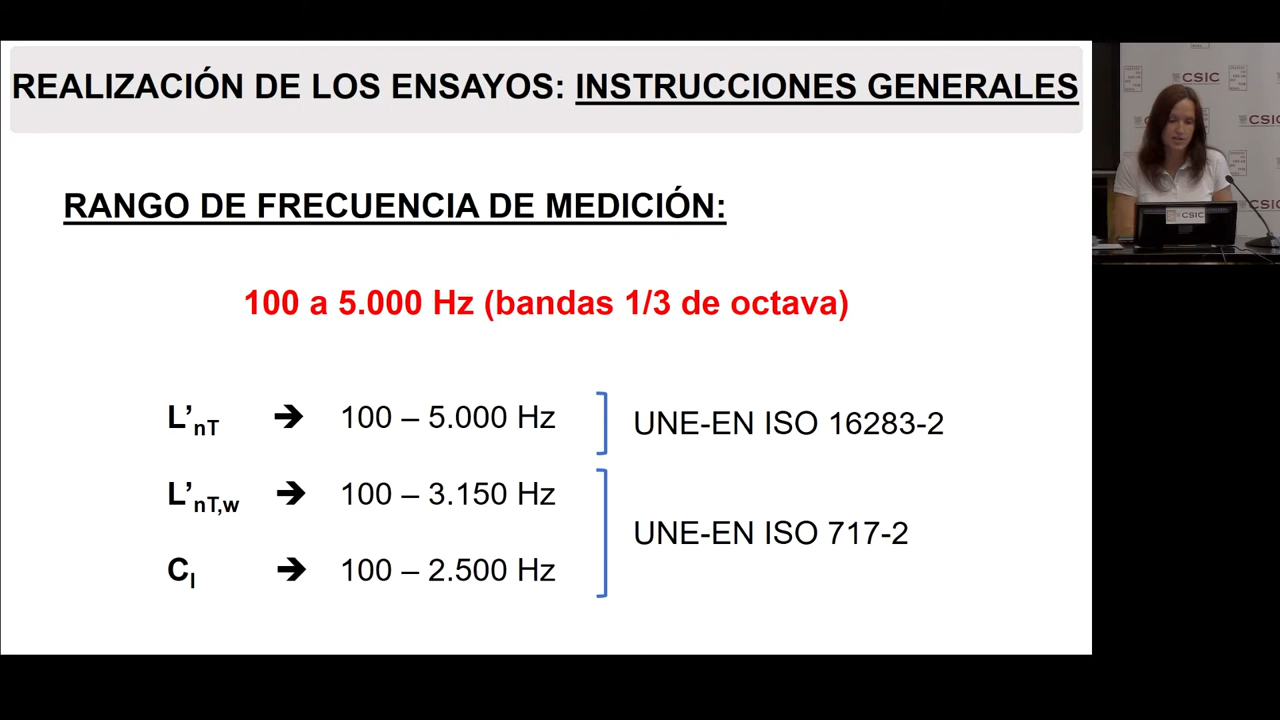 REALIZACIÓN DE LOS ENSAYOS: INSTRUCCIONES GENERALES
RANGO DE FRECUENCIA DE MEDICIÓN:
100 a 5.000 Hz (bandas 1/3 de octava)
L’nT ➔ 100 – 5.000 Hz UNE-EN ISO 16283-2
L’nT,w ➔ 100 – 3.150 Hz
UNE-EN ISO 717-2
CI ➔ 100 – 2.500 Hz
CSIC
CSIC
CSIC